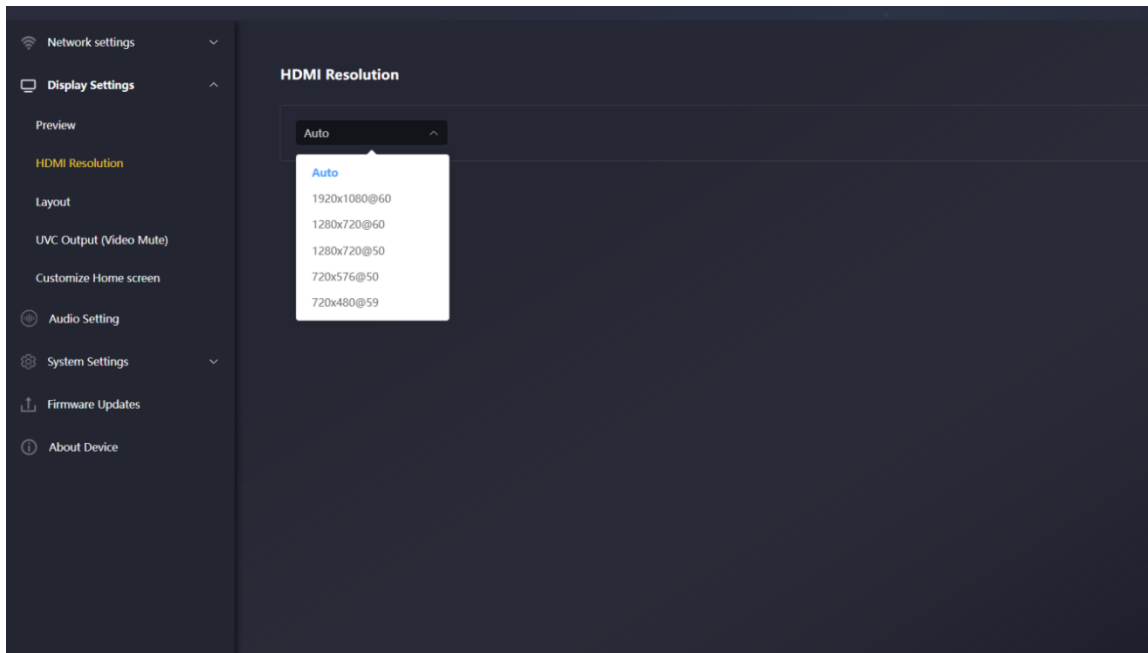 Network settings
Display Settings
Preview
HDMI Resolution
Layout
UVC Output (Video Mute)
Customize Home screen
Audio Setting
System Settings
Firmware Updates
About Device
HDMI Resolution
Auto
Auto
1920x1080@60
1280x720@60
1280x720@50
720x576@50
720x480@59